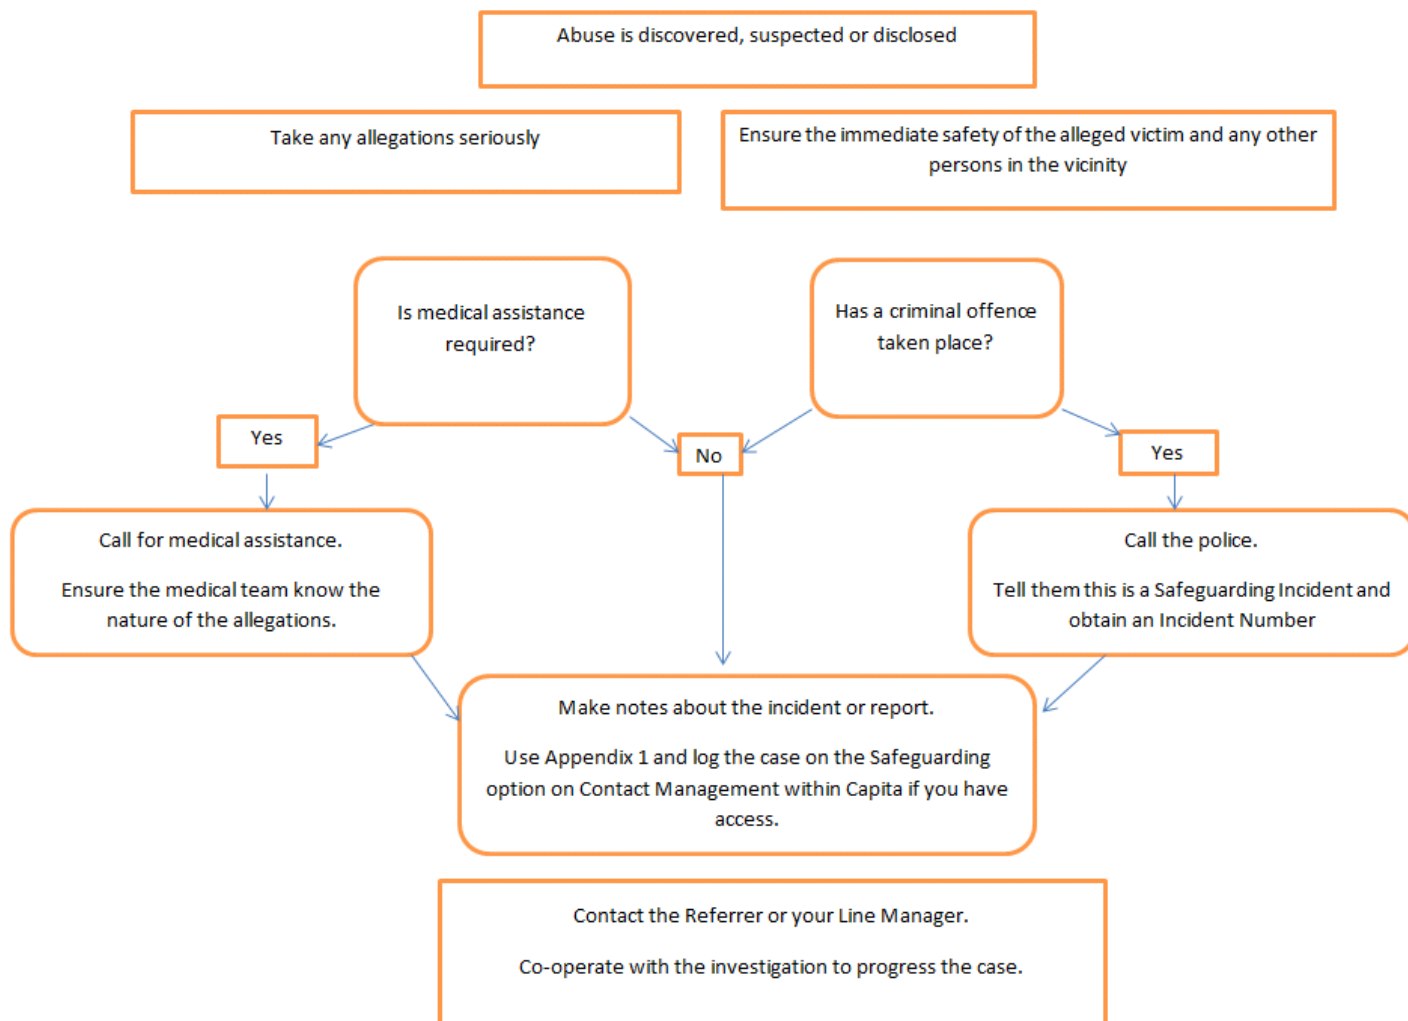 Abuse is discovered, suspected or disclosed
Take any allegations seriously
Ensure the immediate safety of the alleged victim and any other
persons in the vicinity
Is medical assistance
required?
Has a criminal offence
taken place?
Yes
No
Yes
Call for medical assistance.
Ensure the medical team know the
nature of the allegations.
Call the police.
Tell them this is a Safeguarding Incident and
obtain an Incident Number
Make notes about the incident or report.
Use Appendix 1 and log the case on the Safeguarding
option on Contact Management within Capita if you have
access.
Contact the Referrer or your Line Manager.
Co-operate with the investigation to progress the case.